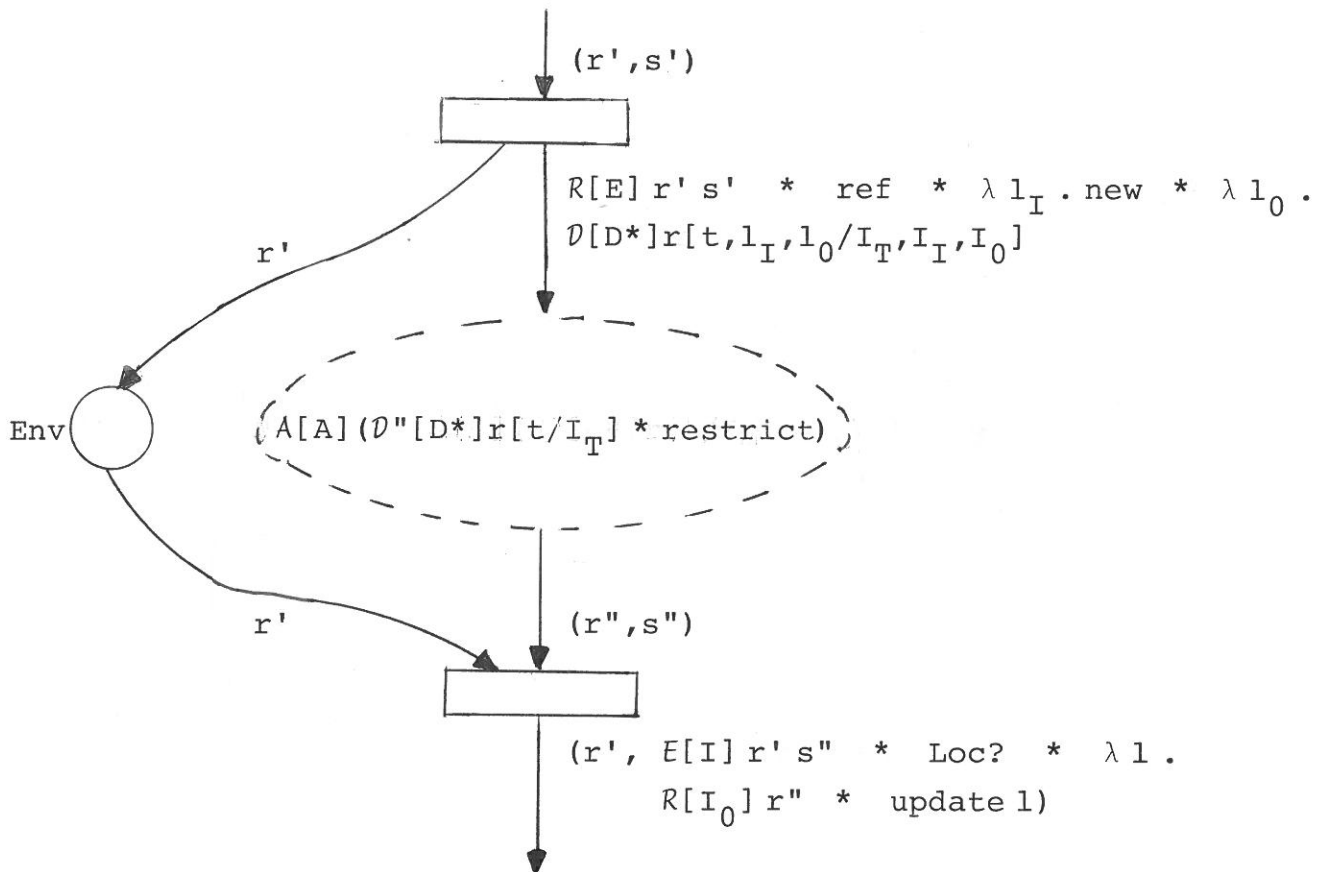 (r',s')
R[E] r' s' * ref * λ l_I . new * λ l_0 .
D[D*]r[t,l_I,l_0/I_T,I_I,I_0]
r'
Env
A[A](D"[D*]r[t/I_T] * restrict)
r'
(r",s")
(r', E[I] r' s" * Loc? * λ l .
R[I_0] r" * update l)